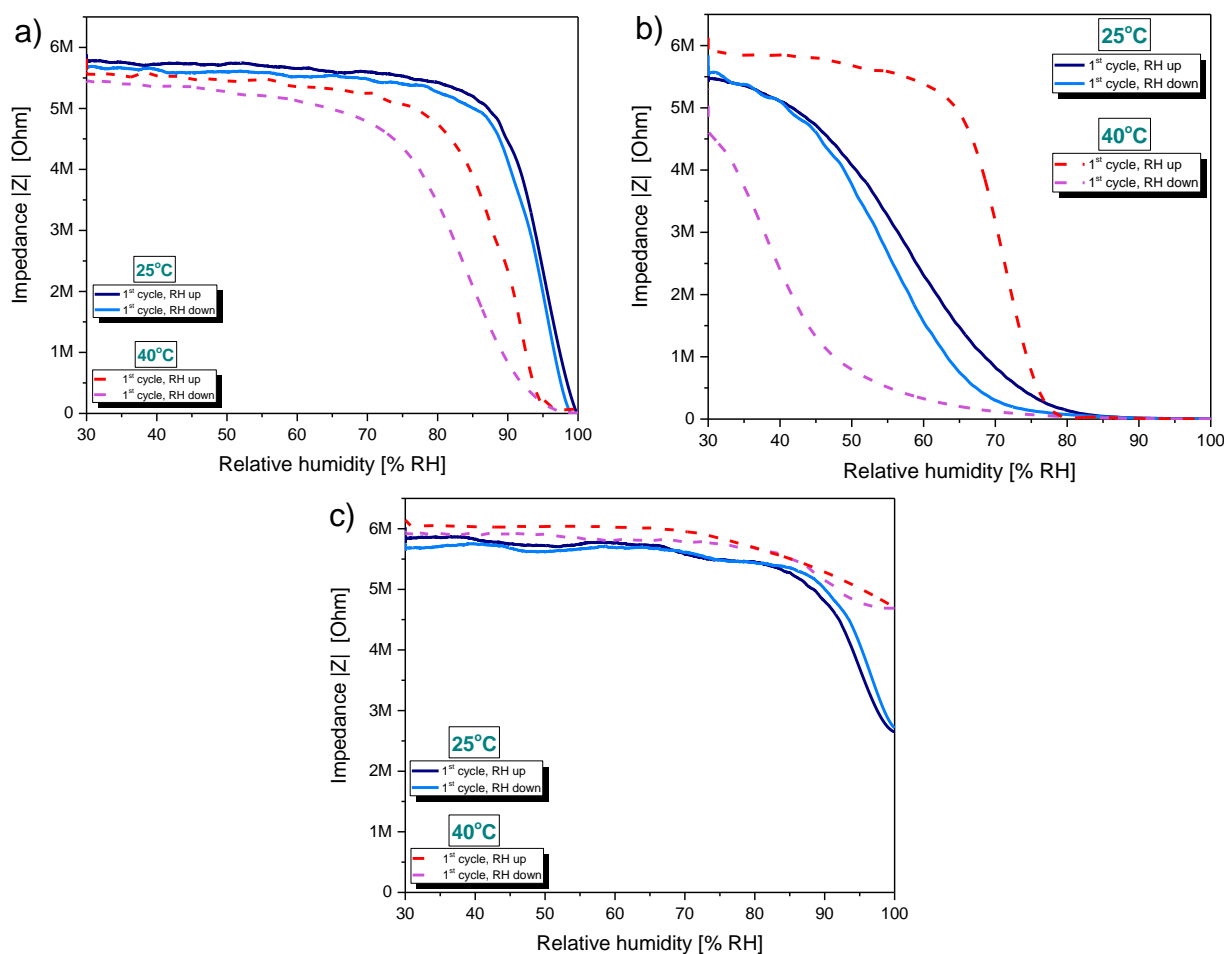 a)
Impedance |Z| [Ohm]
6M
5M
4M
3M
2M
1M
0
25°C
1st cycle, RH up
1st cycle, RH down
40°C
1st cycle, RH up
1st cycle, RH down
30 40 50 60 70 80 90 100
Relative humidity [% RH]
b)
Impedance |Z| [Ohm]
6M
5M
4M
3M
2M
1M
0
25°C
1st cycle, RH up
1st cycle, RH down
40°C
1st cycle, RH up
1st cycle, RH down
30 40 50 60 70 80 90 100
Relative humidity [% RH]
c)
Impedance |Z| [Ohm]
6M
5M
4M
3M
2M
1M
0
25°C
1st cycle, RH up
1st cycle, RH down
40°C
1st cycle, RH up
1st cycle, RH down
30 40 50 60 70 80 90 100
Relative humidity [% RH]